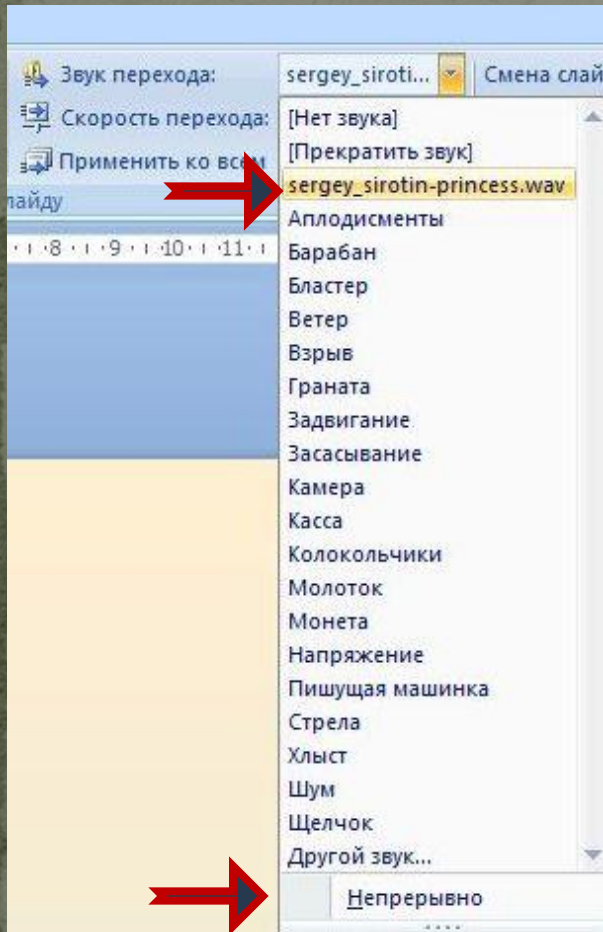 Звук перехода: sergey_siroti... Смена слай
Скорость перехода:
Применить ко всем
лайду
8 9 10 11
[Нет звука]
[Прекратить звук]
sergey_sirotin-princess.wav
Аплодисменты
Барабан
Бластер
Ветер
Взрыв
Граната
Задвигание
Засасывание
Камера
Касса
Колокольчики
Молоток
Монета
Напряжение
Пишущая машинка
Стрела
Хлыст
Шум
Щелчок
Другой звук...
Непрерывно